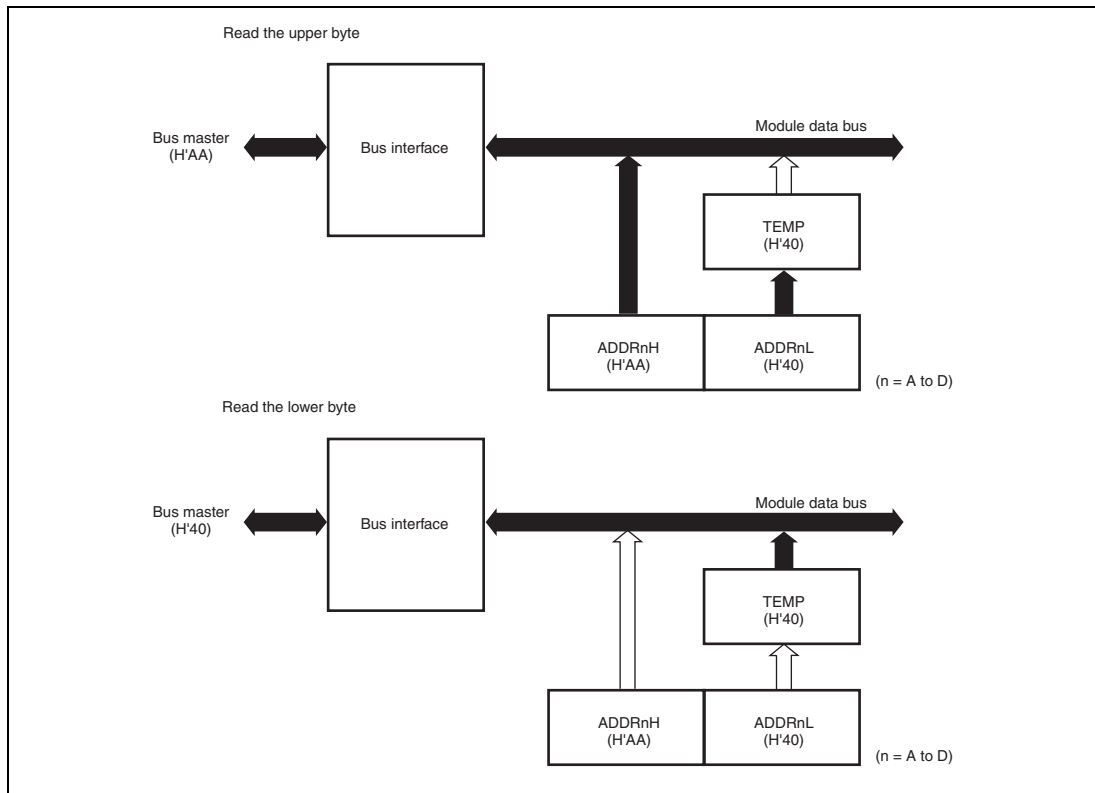 Read the upper byte
Bus master
(H'AA)
Bus interface
Module data bus
TEMP
(H'40)
ADDRnH
(H'AA)
ADDRnL
(H'40)
(n = A to D)
Read the lower byte
Bus master
(H'40)
Bus interface
Module data bus
TEMP
(H'40)
ADDRnH
(H'AA)
ADDRnL
(H'40)
(n = A to D)